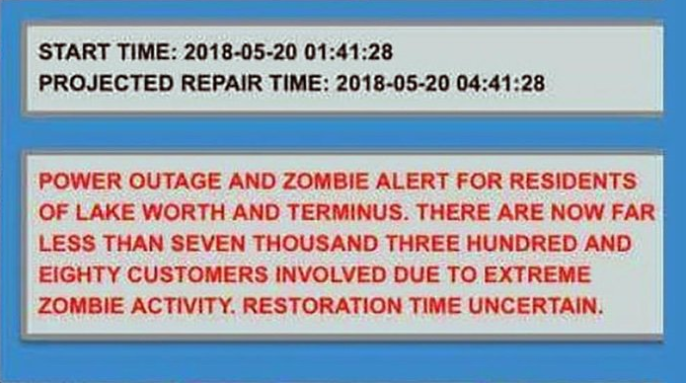 START TIME: 2018-05-20 01:41:28
PROJECTED REPAIR TIME: 2018-05-20 04:41:28
POWER OUTAGE AND ZOMBIE ALERT FOR RESIDENTS
OF LAKE WORTH AND TERMINUS. THERE ARE NOW FAR
LESS THAN SEVEN THOUSAND THREE HUNDRED AND
EIGHTY CUSTOMERS INVOLVED DUE TO EXTREME
ZOMBIE ACTIVITY. RESTORATION TIME UNCERTAIN.